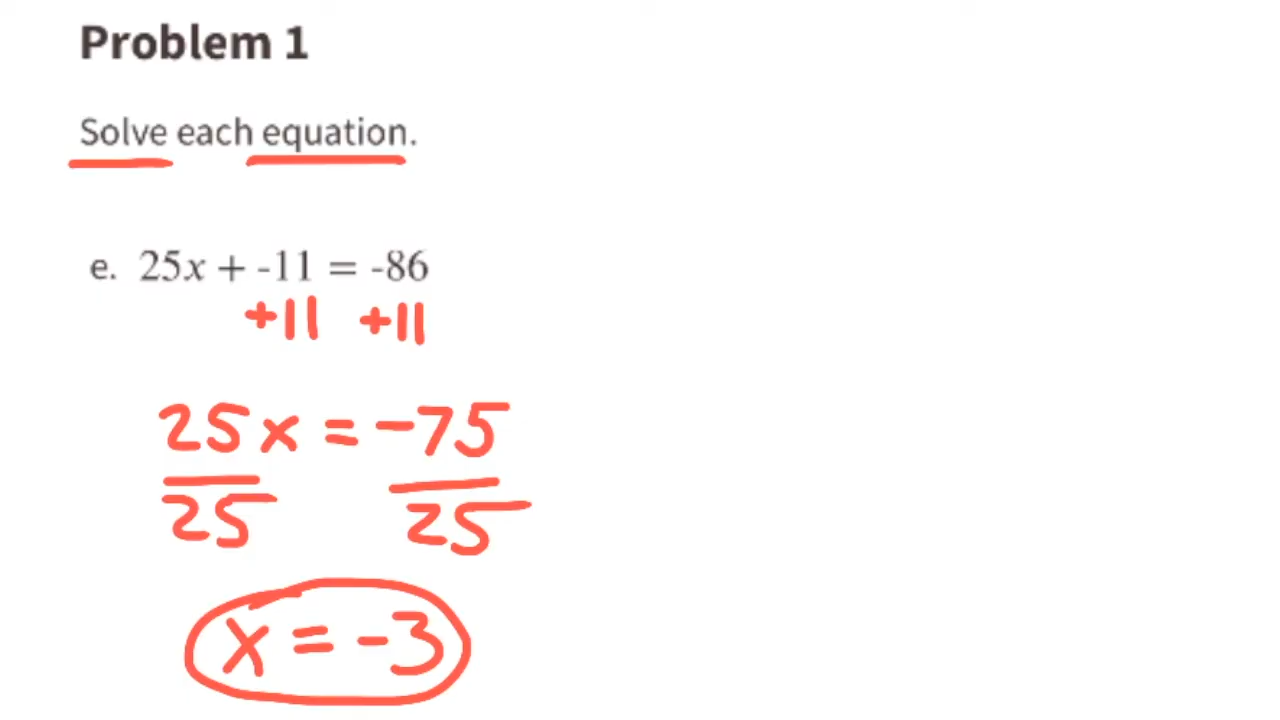 Problem 1
Solve each equation.
e. 25x + -11 = -86
+11 +11
25x = -75
25 25
x = -3